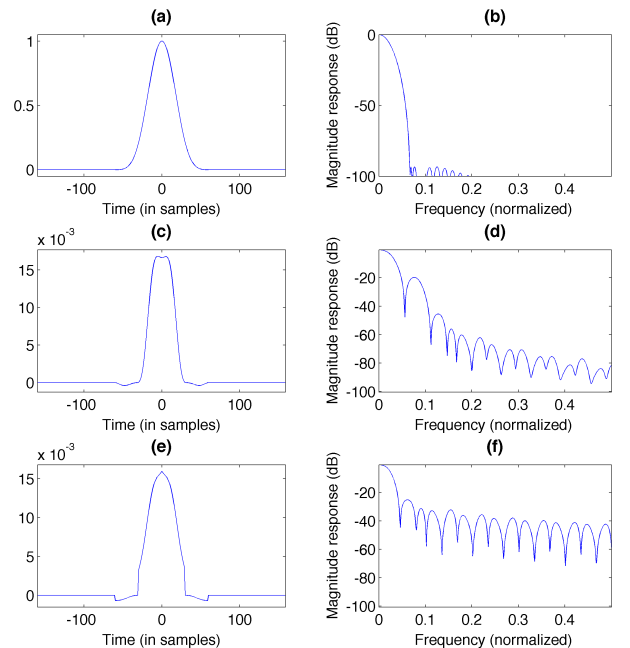 (a)
1
0.5
0
-100 0 100
Time (in samples)
(b)
Magnitude response (dB)
0
-50
-100
0 0.1 0.2 0.3 0.4
Frequency (normalized)
(c)
x 10^-3
15
10
5
0
-100 0 100
Time (in samples)
(d)
Magnitude response (dB)
-20
-40
-60
-80
-100
0 0.1 0.2 0.3 0.4
Frequency (normalized)
(e)
x 10^-3
15
10
5
0
-100 0 100
Time (in samples)
(f)
Magnitude response (dB)
-20
-40
-60
-80
-100
0 0.1 0.2 0.3 0.4
Frequency (normalized)